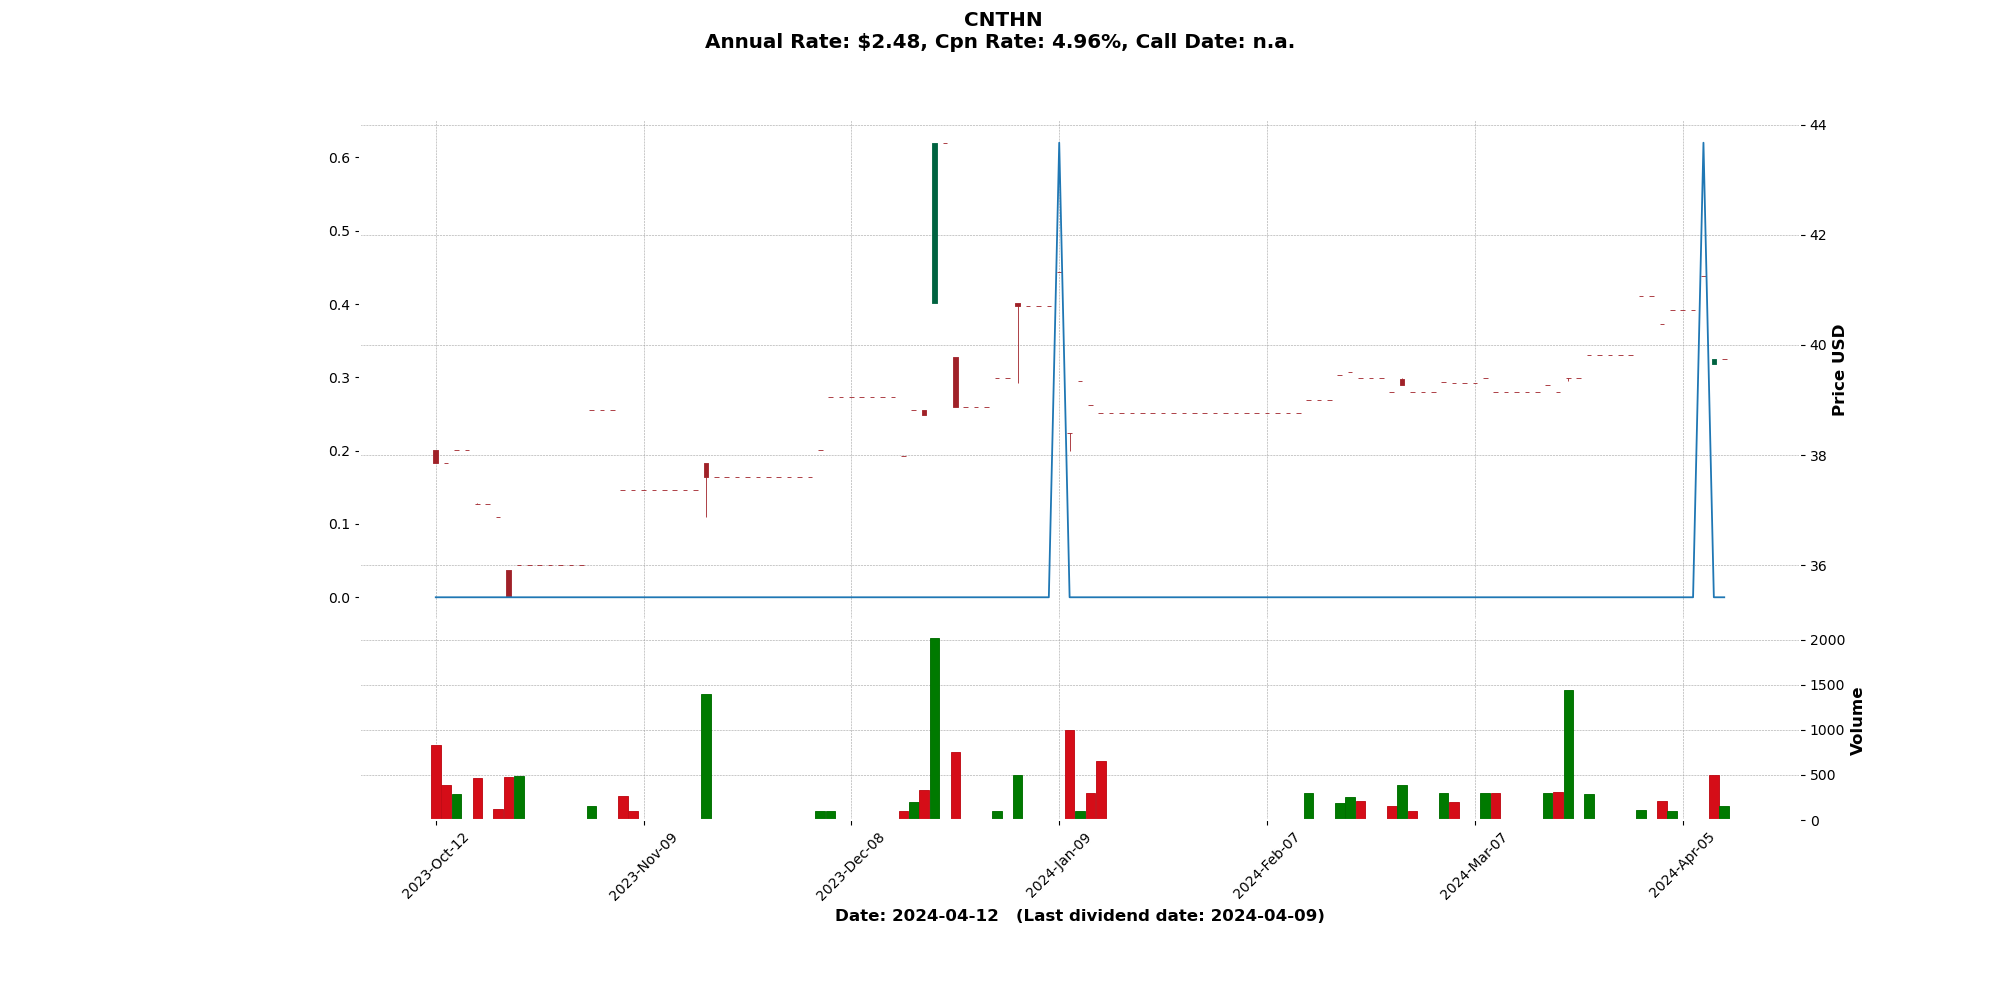 CNTHN
Annual Rate: $2.48, Cpn Rate: 4.96%, Call Date: n.a.
0.6
0.5
0.4
0.3
0.2
0.1
0.0
44
42
40
38
36
Price USD
2000
1500
1000
500
0
Volume
2023-Oct-12
2023-Nov-09
2023-Dec-08
2024-Jan-09
2024-Feb-07
2024-Mar-07
2024-Apr-05
Date: 2024-04-12 (Last dividend date: 2024-04-09)